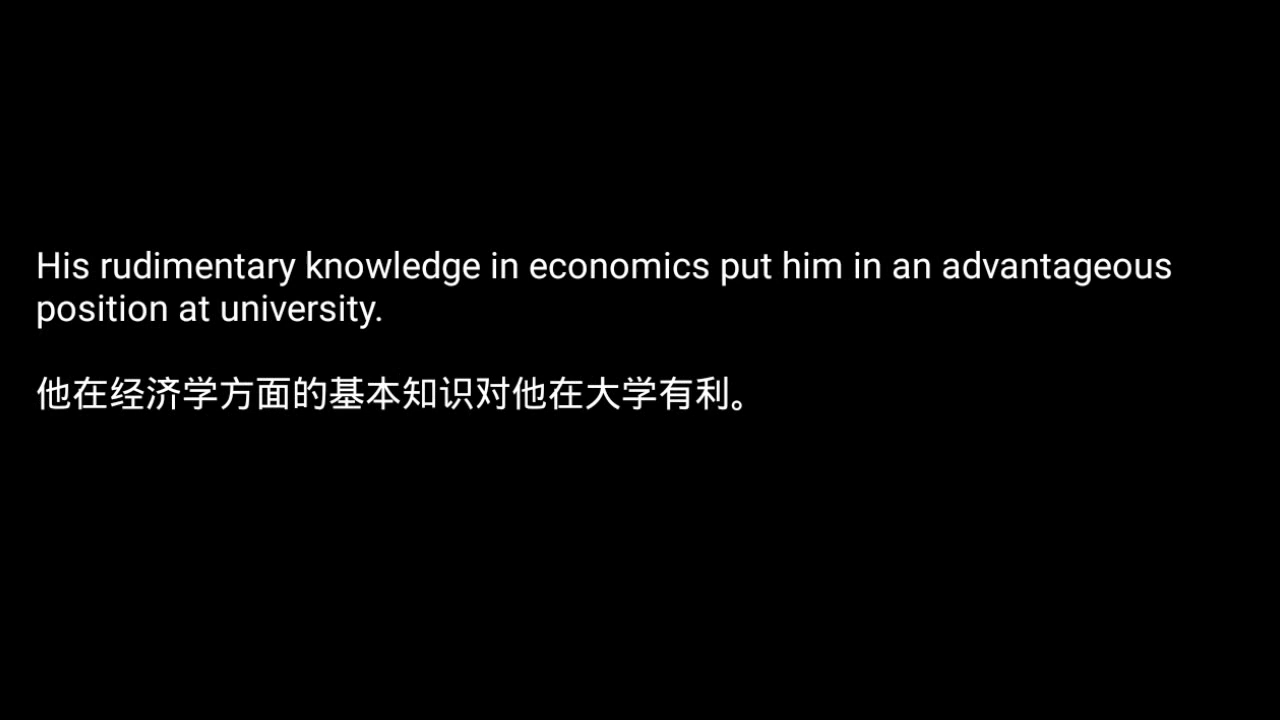 His rudimentary knowledge in economics put him in an advantageous
position at university.
他在经济学方面的基本知识对他在大学有利。